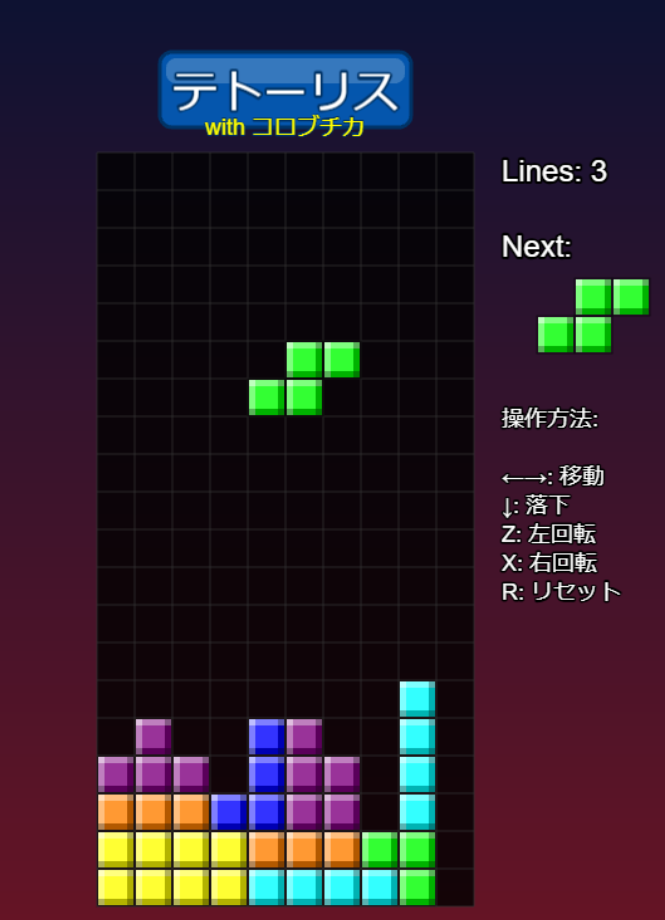 テトーリス
with コロブチカ
Lines: 3
Next:
操作方法:
←→: 移動
↓: 落下
Z: 左回転
X: 右回転
R: リセット